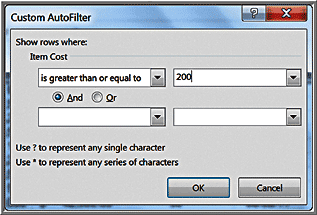 Custom AutoFilter
?
Show rows where:
Item Cost
is greater than or equal to 200
And Or
Use ? to represent any single character
Use * to represent any series of characters
OK Cancel